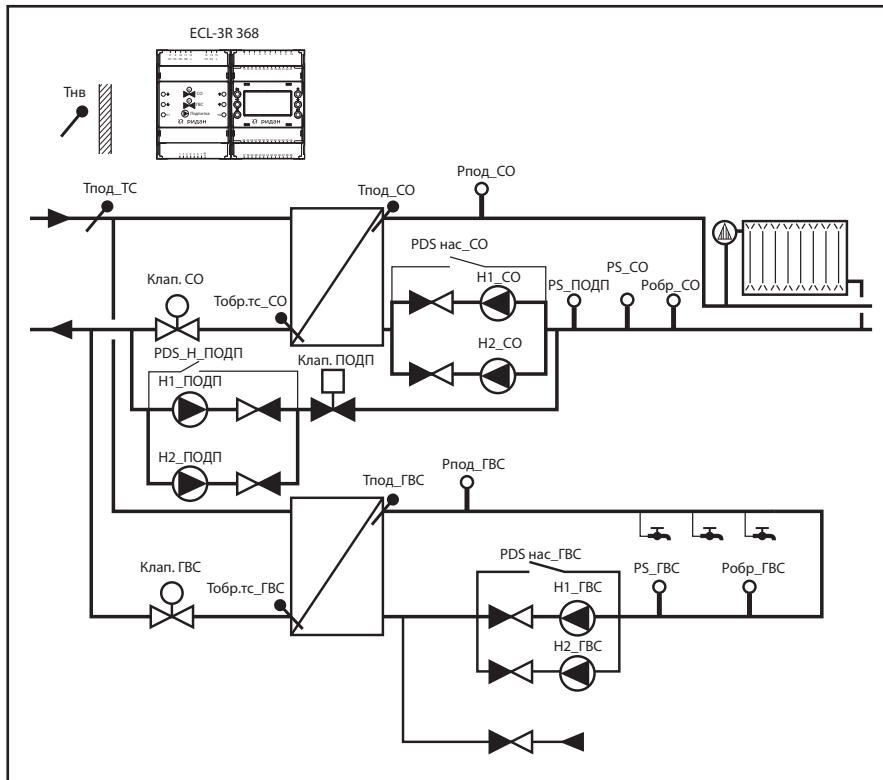 ECL-3R 368
Тнв
СО
ГВС
Подпитка
ридан
ридан
Тпод_ТС
Тпод_СО
Рпод_СО
PDS нас_СО
Клап. СО
Н1_СО
PS_ПОДП
PS_СО
Робр_СО
Тобр.тс_СО
PDS_Н_ПОДП
Клап. ПОДП
Н2_СО
Н1_ПОДП
Н2_ПОДП
Тпод_ГВС
Рпод_ГВС
Клап. ГВС
Тобр.тс_ГВС
PDS нас_ГВС
Н1_ГВС
PS_ГВС
Робр_ГВС
Н2_ГВС